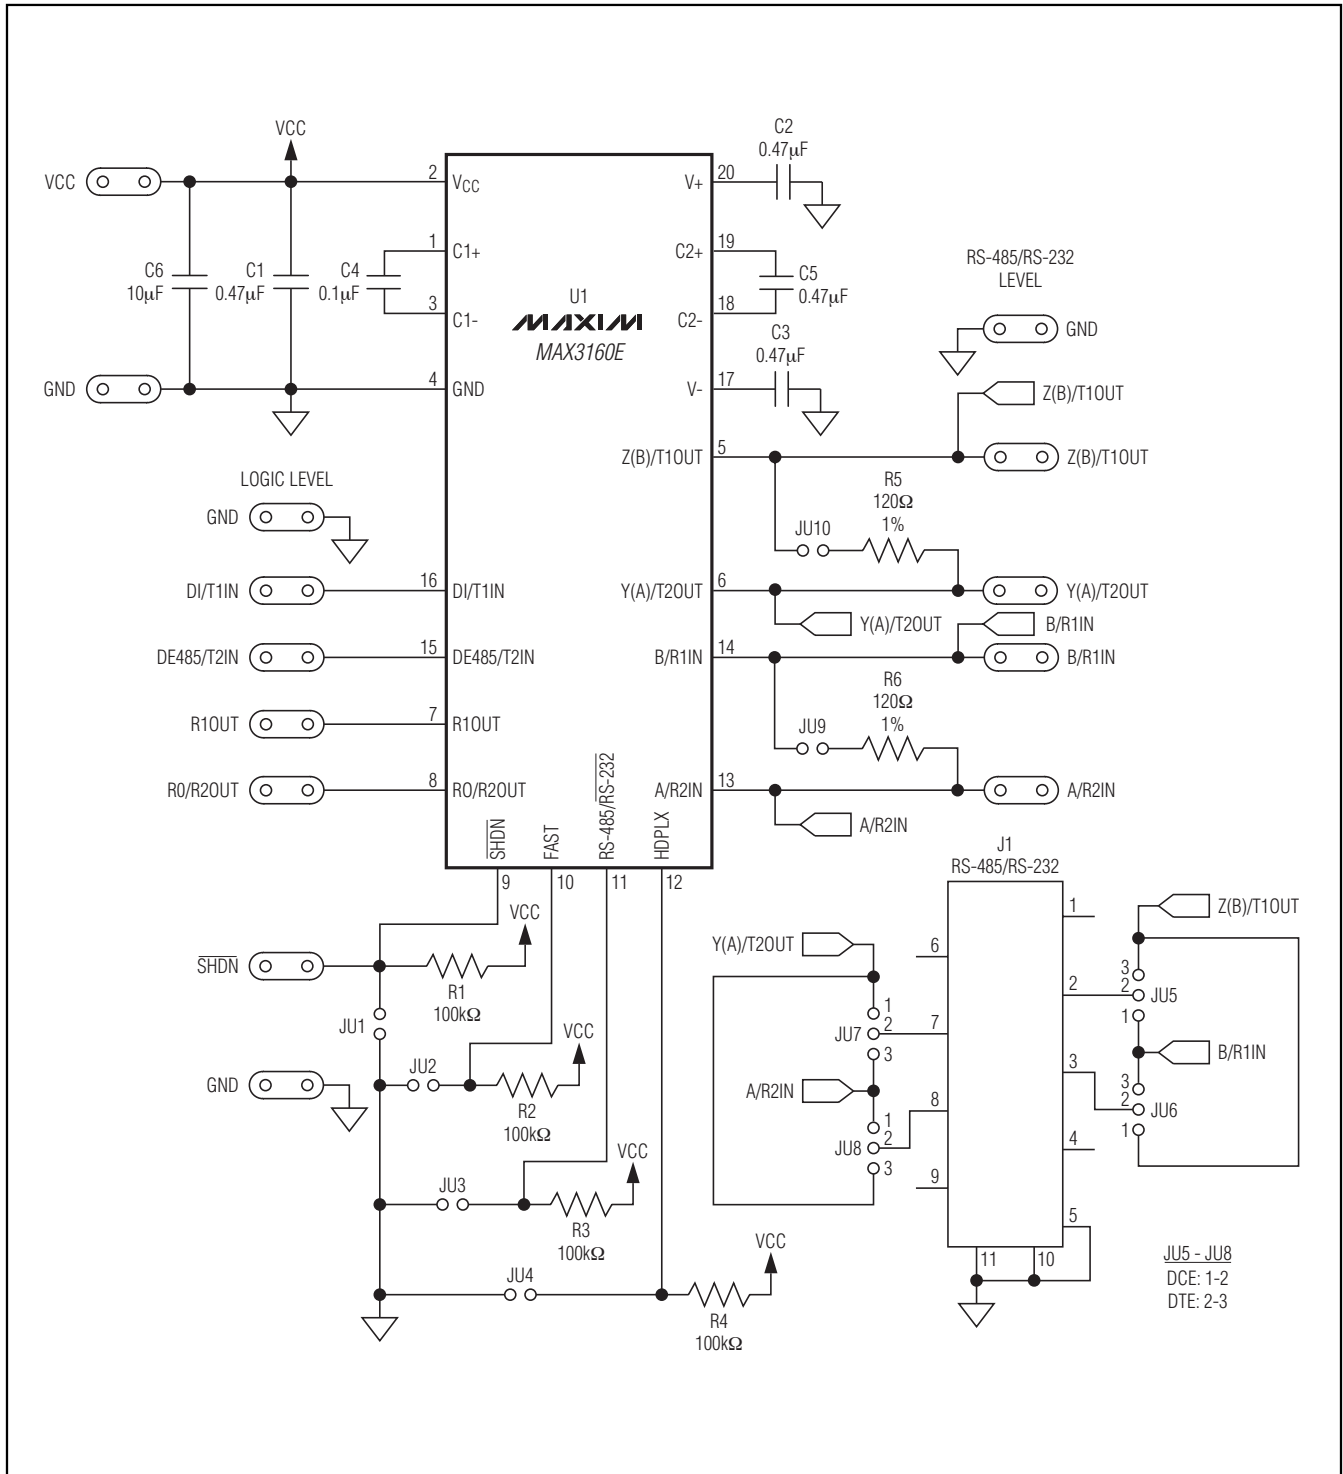 VCC
VCC
C6
10µF
C1
0.47µF
C4
0.1µF
GND
2
1
3
4
VCC
C1+
C1-
GND
U1
MAXIM
MAX3160E
V+
C2+
C2-
V-
20
19
18
17
C2
0.47µF
C5
0.47µF
C3
0.47µF
RS-485/RS-232
LEVEL
GND
Z(B)/T1OUT
Z(B)/T1OUT
5
Z(B)/T1OUT
R5
120Ω
1%
JU10
Y(A)/T2OUT
6
Y(A)/T2OUT
Y(A)/T2OUT
B/R1IN
B/R1IN
14
B/R1IN
R6
120Ω
1%
JU9
A/R2IN
13
A/R2IN
A/R2IN
LOGIC LEVEL
GND
DI/T1IN
16
DI/T1IN
DE485/T2IN
15
DE485/T2IN
R1OUT
7
R1OUT
RO/R2OUT
8
RO/R2OUT
SHDN
FAST
RS-485/RS-232
HDPLX
9
10
11
12
SHDN
VCC
R1
100kΩ
JU1
GND
JU2
VCC
R2
100kΩ
JU3
VCC
R3
100kΩ
JU4
VCC
R4
100kΩ
J1
RS-485/RS-232
Y(A)/T2OUT
1
2
3
JU7
A/R2IN
1
2
3
JU8
6
7
8
9
1
2
3
4
5
11
10
Z(B)/T1OUT
3
2
1
JU5
B/R1IN
3
2
1
JU6
JU5 - JU8
DCE: 1-2
DTE: 2-3